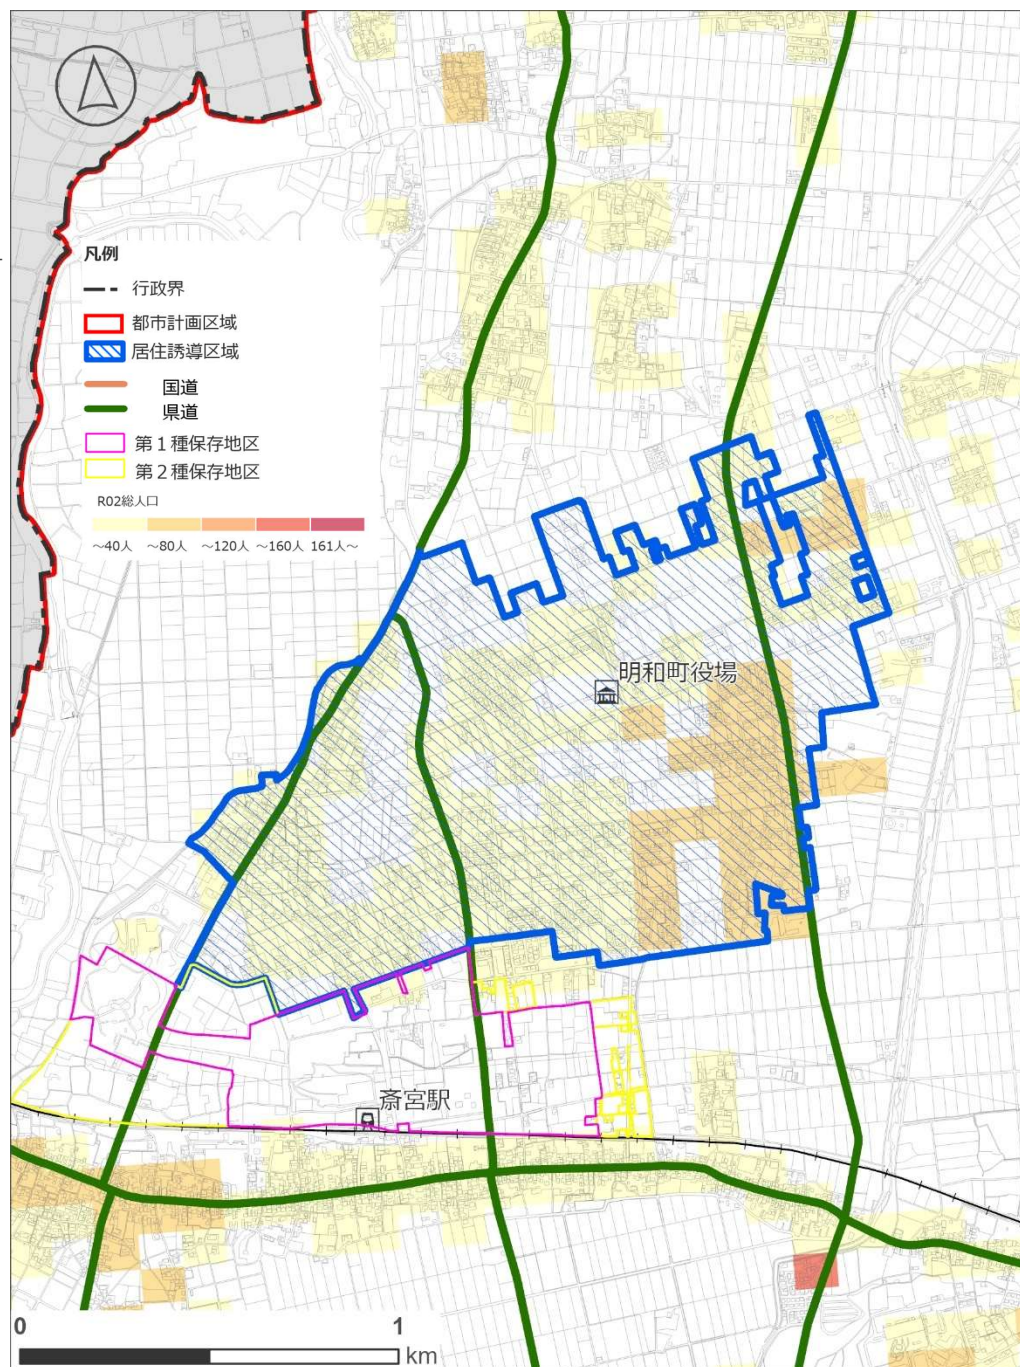 凡例
行政界
都市計画区域
居住誘導区域
国道
県道
第１種保存地区
第２種保存地区
R02総人口
～40人 ～80人 ～120人 ～160人 161人～
明和町役場
斎宮駅
0 1
km